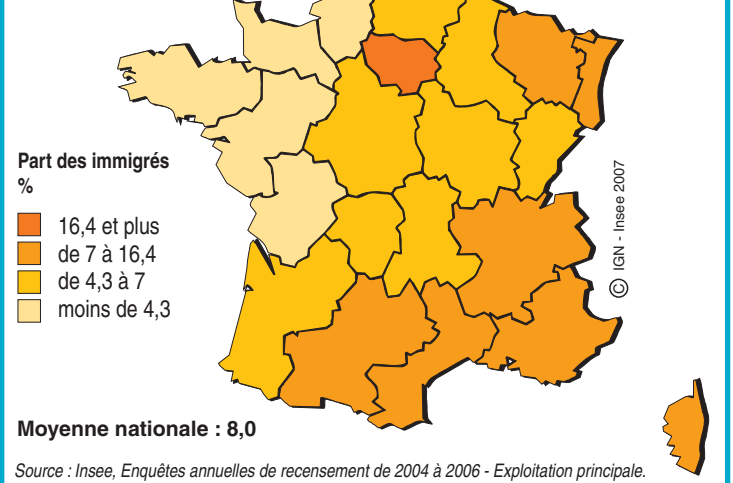 Part des immigrés
%
16,4 et plus
de 7 à 16,4
de 4,3 à 7
moins de 4,3
© IGN - Insee 2007
Moyenne nationale : 8,0
Source : Insee, Enquêtes annuelles de recensement de 2004 à 2006 - Exploitation principale.